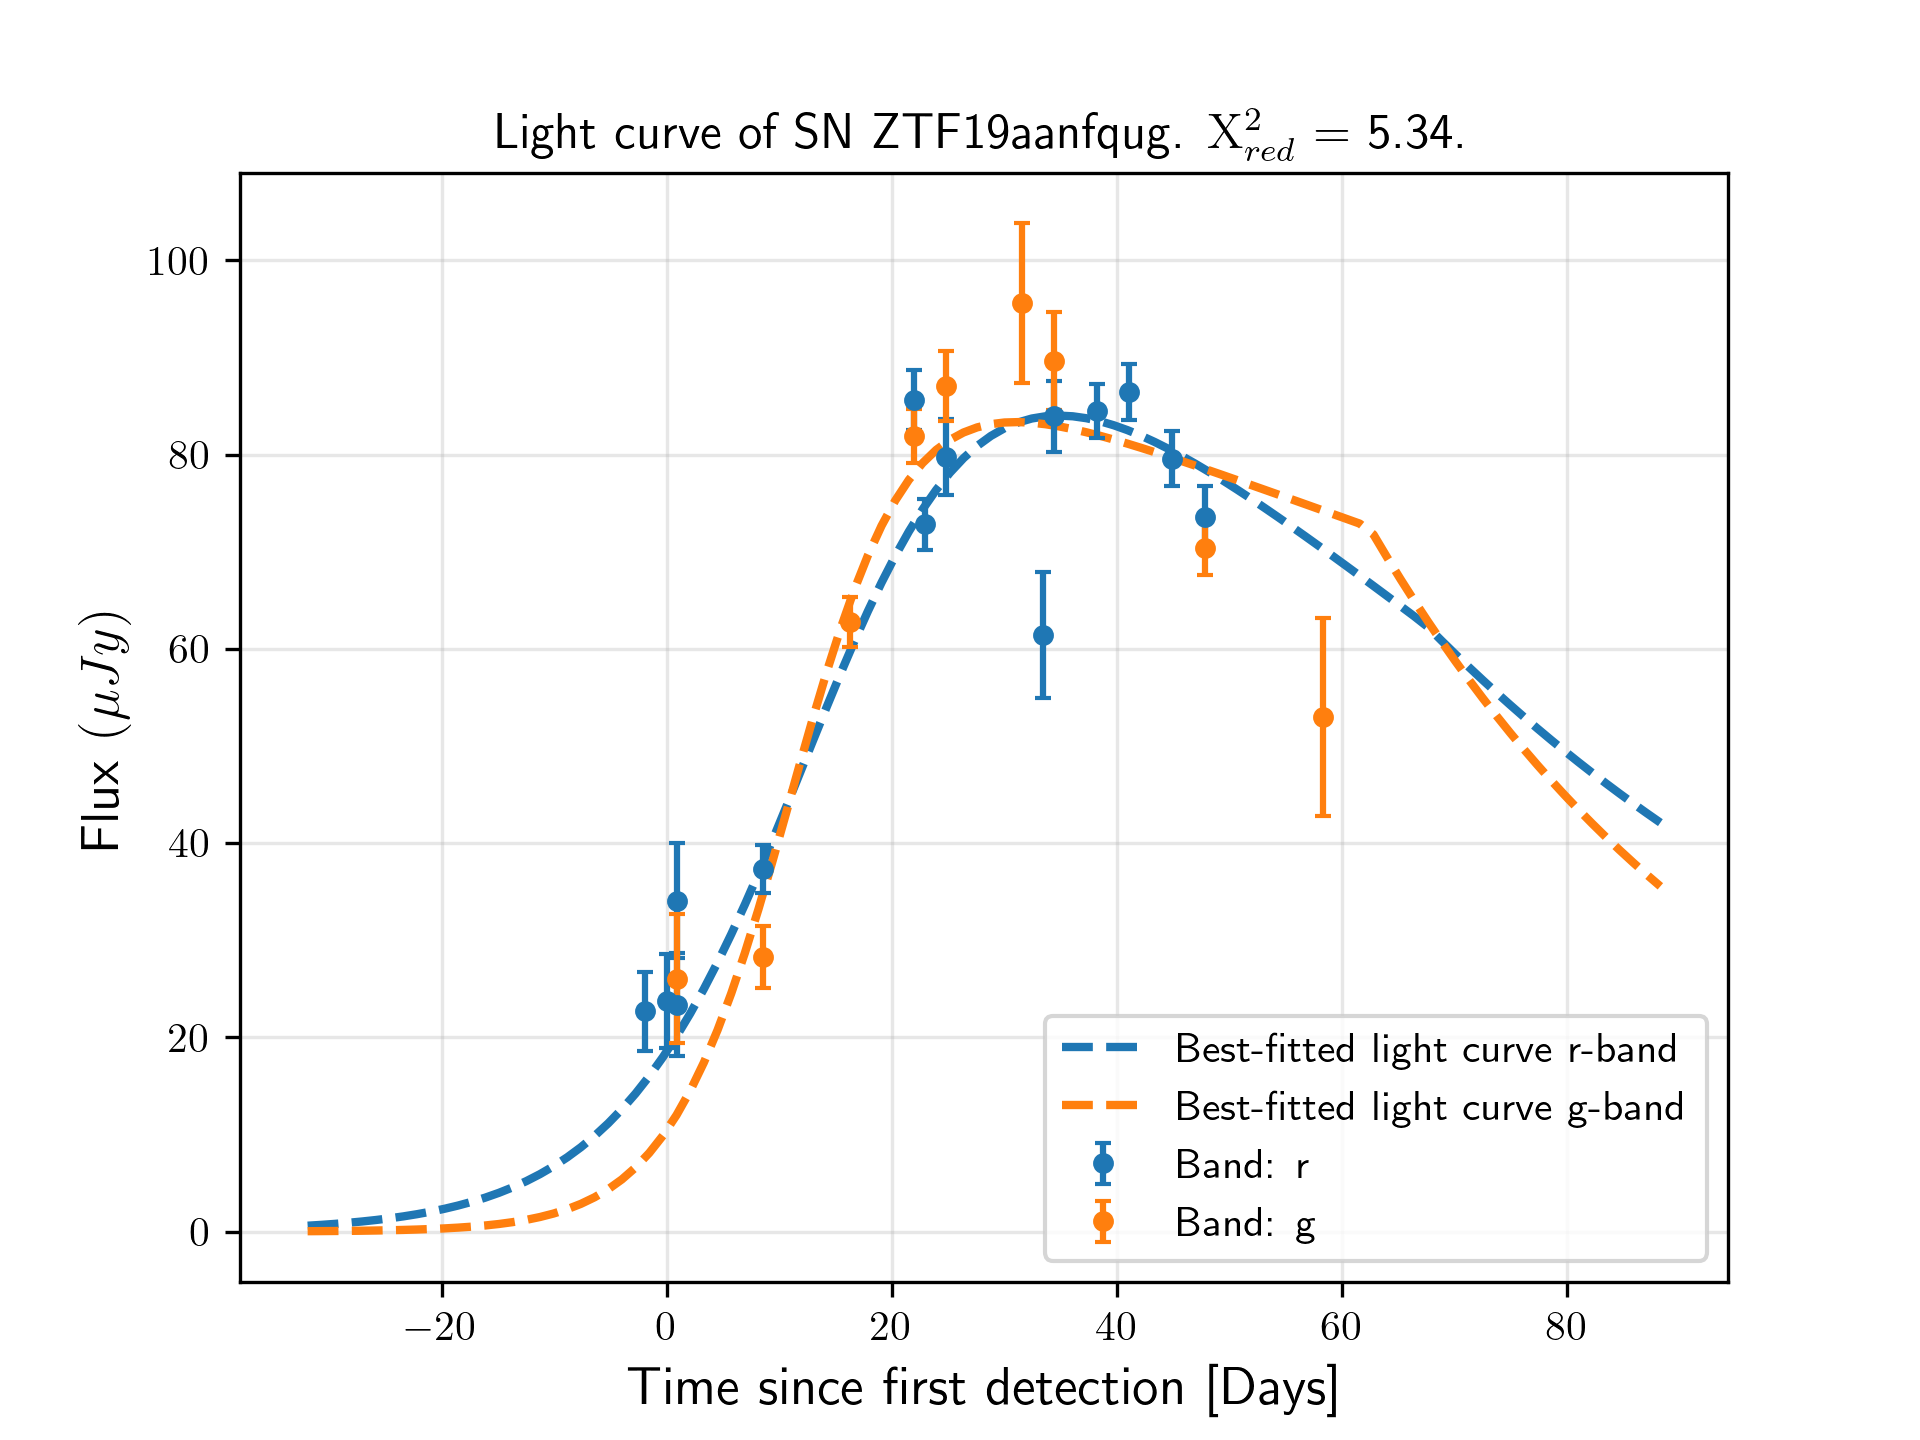 Light curve of SN ZTF19aanfqug. Χ²_red = 5.34.
100
80
60
40
20
0
Flux (μJy)
−20 0 20 40 60 80
Time since first detection [Days]
Best-fitted light curve r-band
Best-fitted light curve g-band
Band: r
Band: g